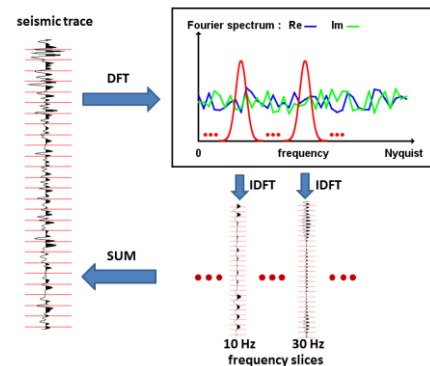 seismic trace
DFT
Fourier spectrum : Re Im
0 frequency Nyquist
IDFT IDFT
SUM
10 Hz 30 Hz
frequency slices